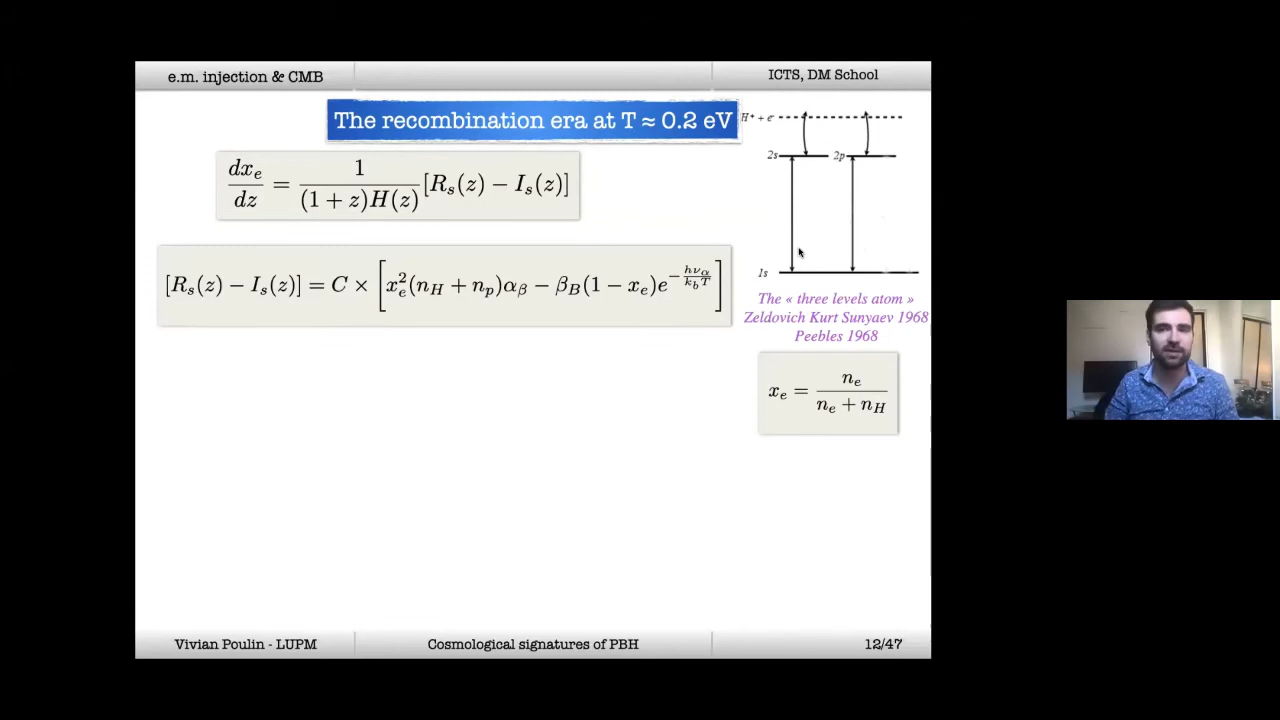 e.m. injection & CMB
ICTS, DM School
The recombination era at T ≈ 0.2 eV
dx_e/dz = 1/((1 + z)H(z)) [R_s(z) − I_s(z)]
[R_s(z) − I_s(z)] = C × [x_e^2(n_H + n_p)α_β − β_B(1 − x_e)e^{−hν_α/k_bT}]
H⁺ + e⁻
2s
2p
1s
The « three levels atom »
Zeldovich Kurt Sunyaev 1968
Peebles 1968
x_e = n_e/(n_e + n_H)
Vivian Poulin - LUPM
Cosmological signatures of PBH
12/47